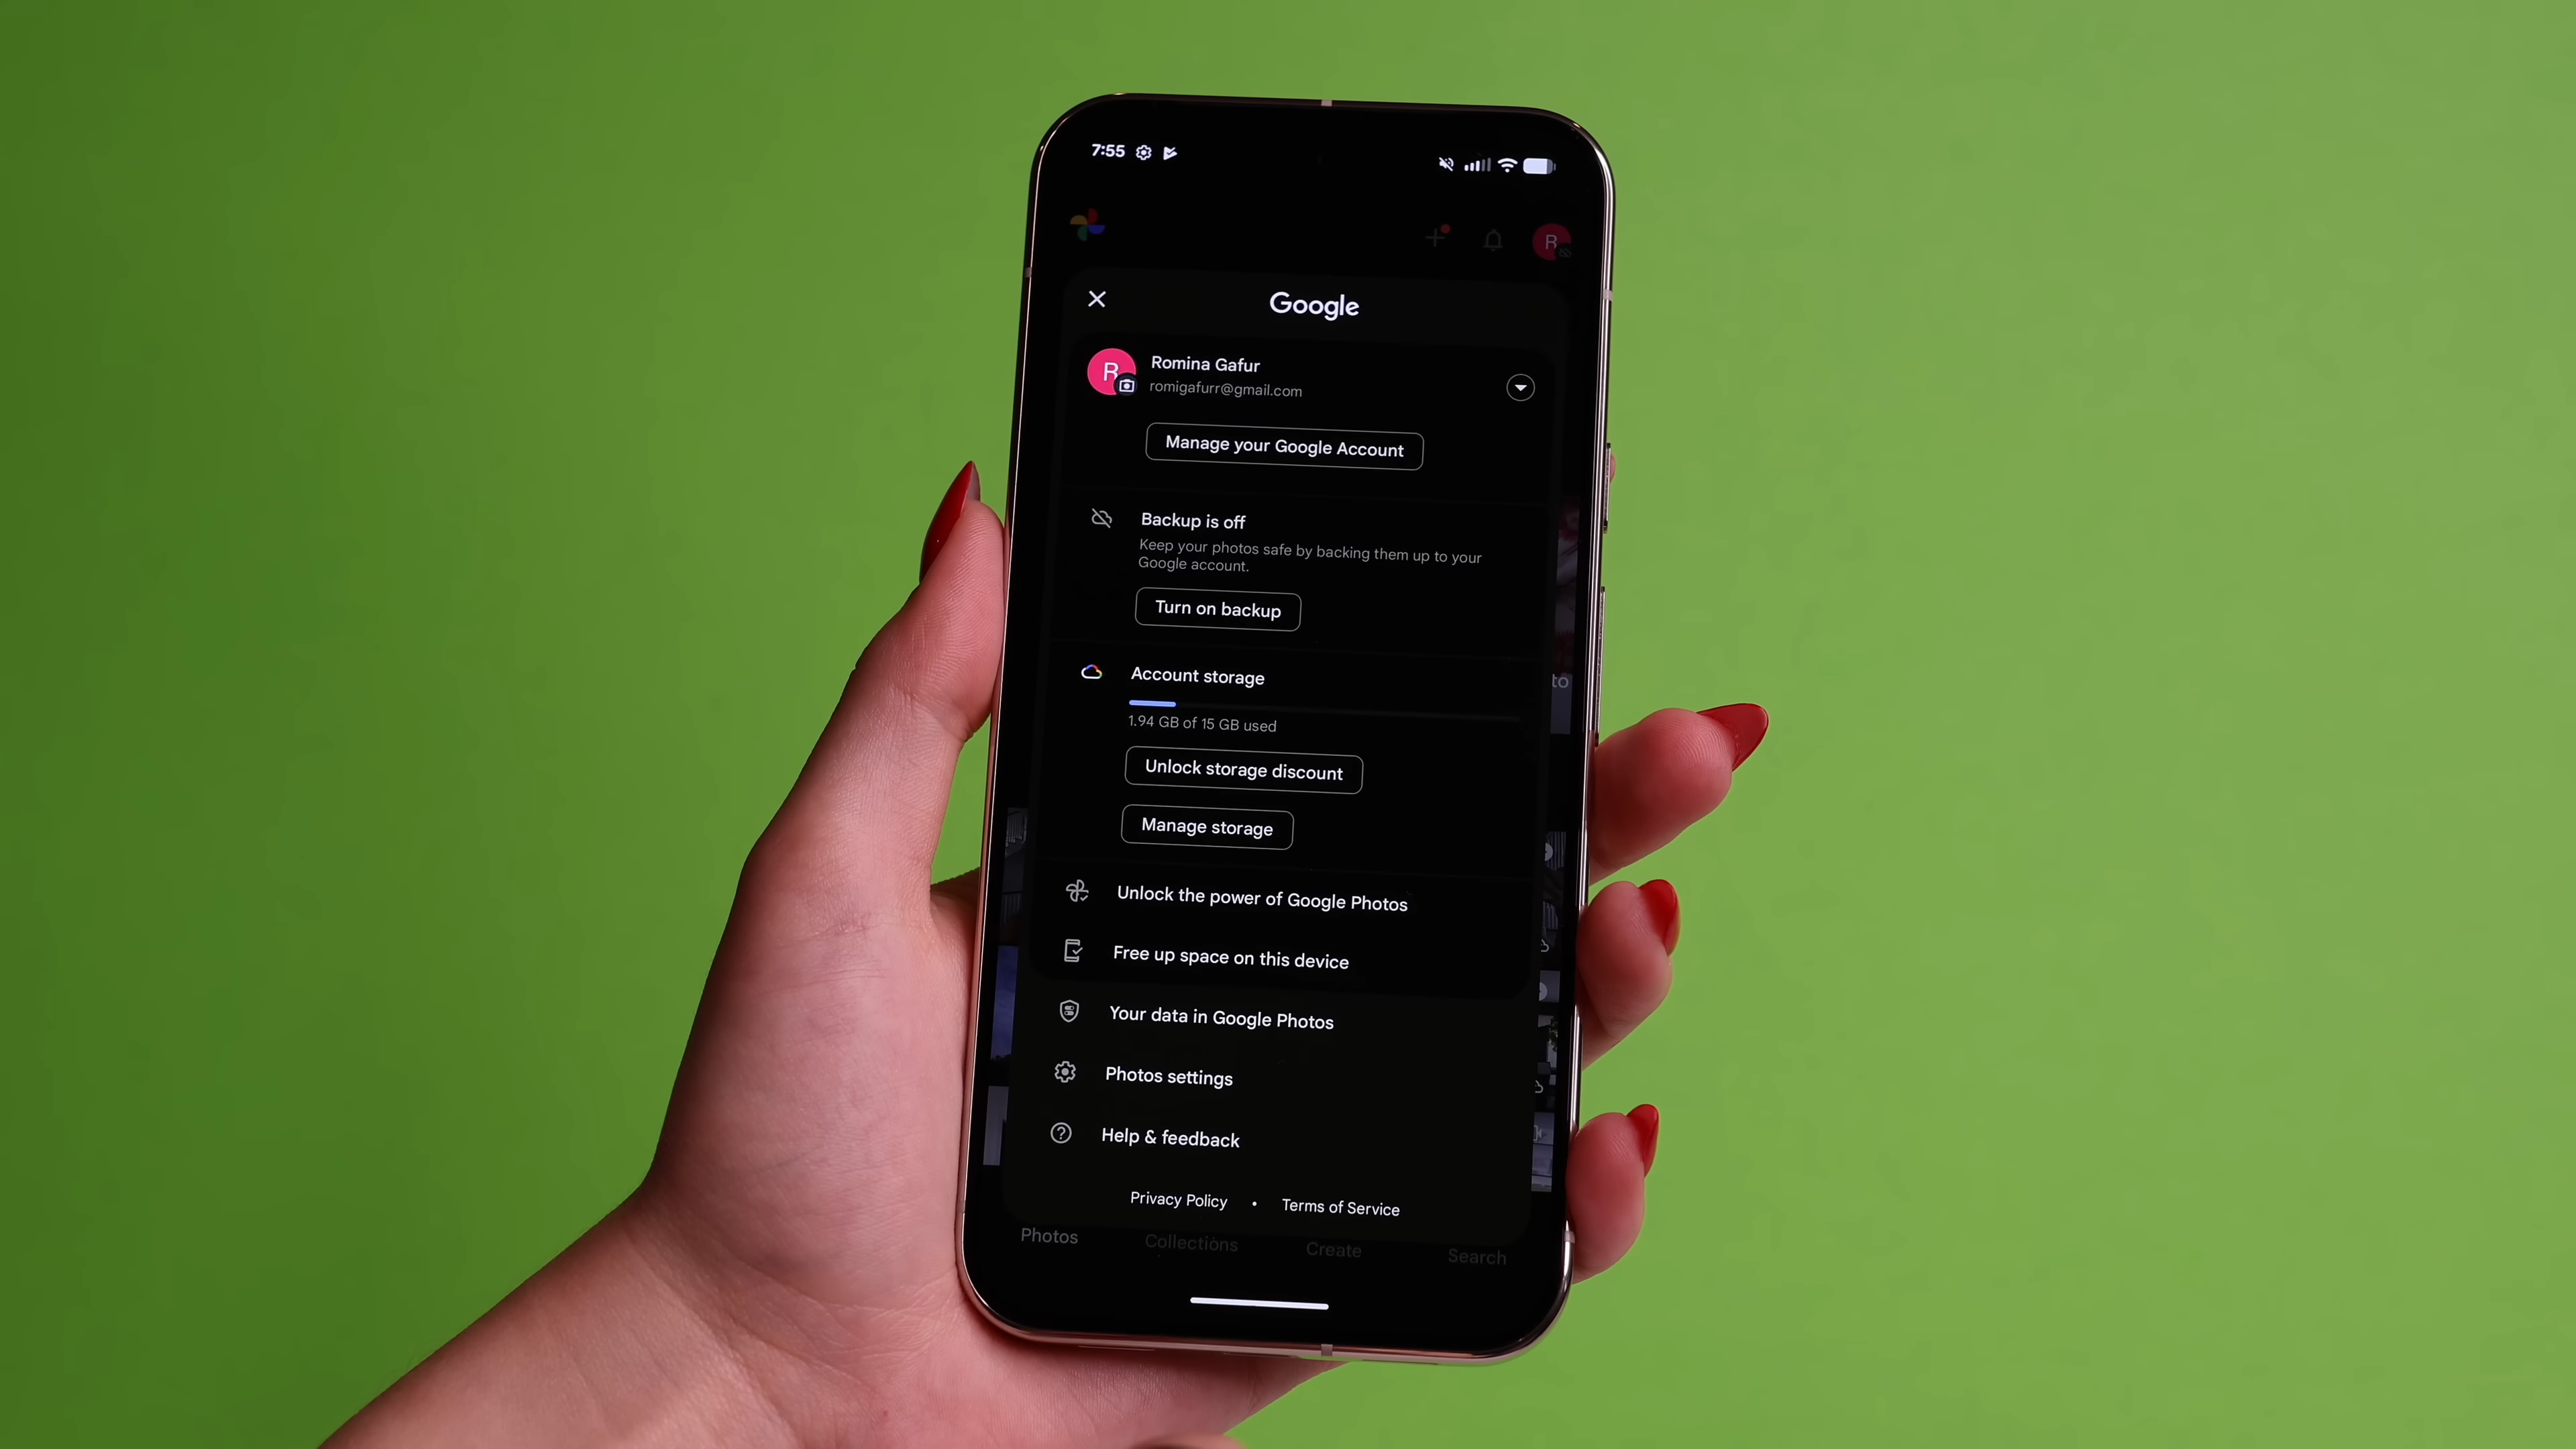 7:55
R
Google
R
Romina Gafur
romigafurr@gmail.com
Manage your Google Account
Backup is off
Keep your photos safe by backing them up to your
Google account.
Turn on backup
to
Account storage
1.94 GB of 15 GB used
Unlock storage discount
Manage storage
Unlock the power of Google Photos
Free up space on this device
Your data in Google Photos
Photos settings
Help & feedback
Privacy Policy • Terms of Service
Photos Collections Create Search